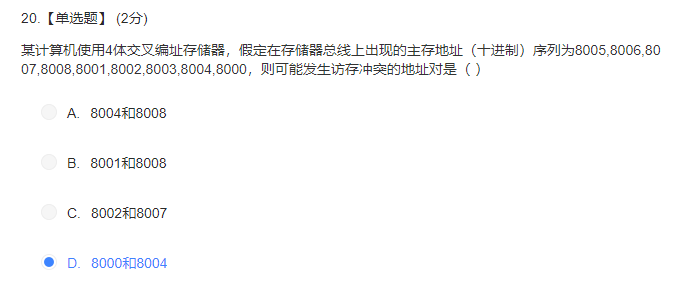 20.【单选题】 (2分)
某计算机使用4体交叉编址存储器，假定在存储器总线上出现的主存地址（十进制）序列为8005,8006,80
07,8008,8001,8002,8003,8004,8000，则可能发生访存冲突的地址对是（ ）
A. 8004和8008
B. 8001和8008
C. 8002和8007
D. 8000和8004